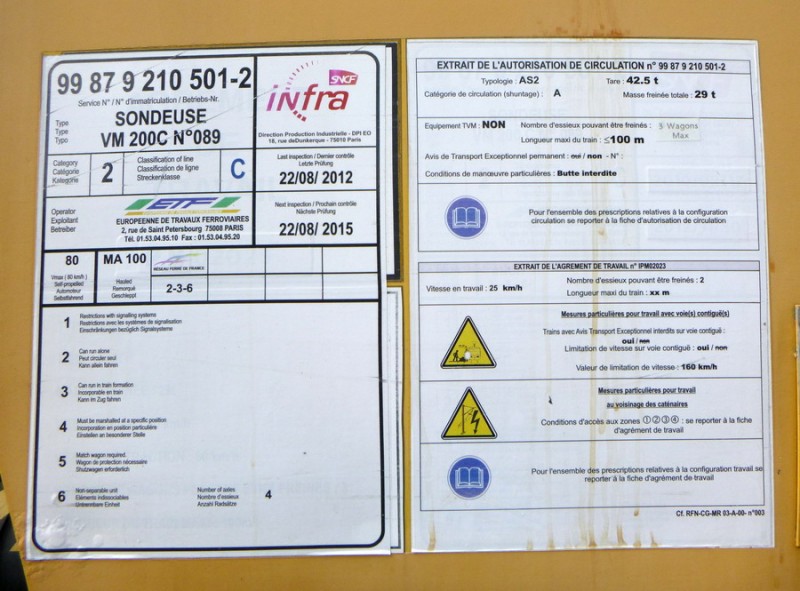 99 87 9 210 501-2
Service N° / N° d'immatriculation / Betriebs-Nr.
Type
Type
Typo
SONDEUSE
VM 200C N°089
SNCF
infra
Direction Production Industrielle - DPI EO
18, rue deDunkerque - 75010 Paris
Category
Catégorie
Kategorie
2
Classification of line
Classification de ligne
Streckenklasse
C
Last inspection / Dernier contrôle
Letzte Prüfung
22/08/ 2012
Operator
Exploitant
Betreiber
ETF
EUROPEENNE DE TRAVAUX FERROVIAIRES
2, rue de Saint Petersbourg 75008 PARIS
Tél. 01.53.04.95.10 Fax : 01.53.04.95.20
Next inspection / Prochain contrôle
Nächste Prüfung
22/08/ 2015
80
Vmax ( 80 km/h )
Self-propelled
Automoteur
Selbstfahrend
MA 100
Hauled
Remorqué
Geschleppt
RESEAU FERRE DE FRANCE
2-3-6
1
Restrictions with signalling systems
Restrictions avec les systèmes de signalisation
Einschränkungen bezüglich Signalsysteme
2
Can run alone
Peut circuler seul
Kann allein fahren
3
Can run in train formation
Incorporable en train
Kann im Zug fahren
4
Must be marshalled at a specific position
Incorporation en position particulière
Einstellen an besonderer Stelle
5
Match wagon required.
Wagon de protection nécessaire
Shutzwagen erforderlich
6
Non-separable unit
Eléments indissociables
Untrennbare Einheit
Number of axles
Nombre d'essieux
Anzahl Radsätze
4
EXTRAIT DE L'AUTORISATION DE CIRCULATION n° 99 87 9 210 501-2
Typologie : AS2 Tare : 42.5 t
Catégorie de circulation (shuntage) : A Masse freinée totale : 29 t
Equipement TVM : NON Nombre d'essieux pouvant être freinés : 3 Wagons
Max
Longueur maxi du train : ≤100 m
Avis de Transport Exceptionnel permanent : oui / non - N° :
Conditions de manœuvre particulières : Butte interdite
Pour l'ensemble des prescriptions relatives à la configuration
circulation se reporter à la fiche d'autorisation de circulation
EXTRAIT DE L'AGREMENT DE TRAVAIL n° IPM02023
Vitesse en travail : 25 km/h Nombre d'essieux pouvant être freinés : 2
Longueur maxi du train : xx m
Mesures particulières pour travail avec voie(s) contiguë(s)
Trains avec Avis Transport Exceptionnel interdits sur voie contiguë :
oui / non
Limitation de vitesse sur voie contiguë : oui / non
Valeur de limitation de vitesse : 160 km/h
Mesures particulières pour travail
au voisinage des caténaires
Conditions d'accès aux zones ①②③④ : se reporter à la fiche
d'agrément de travail
Pour l'ensemble des prescriptions relatives à la configuration travail se
reporter à la fiche d'agrément de travail
Cf. RFN-CG-MR 03-A-00- n°003